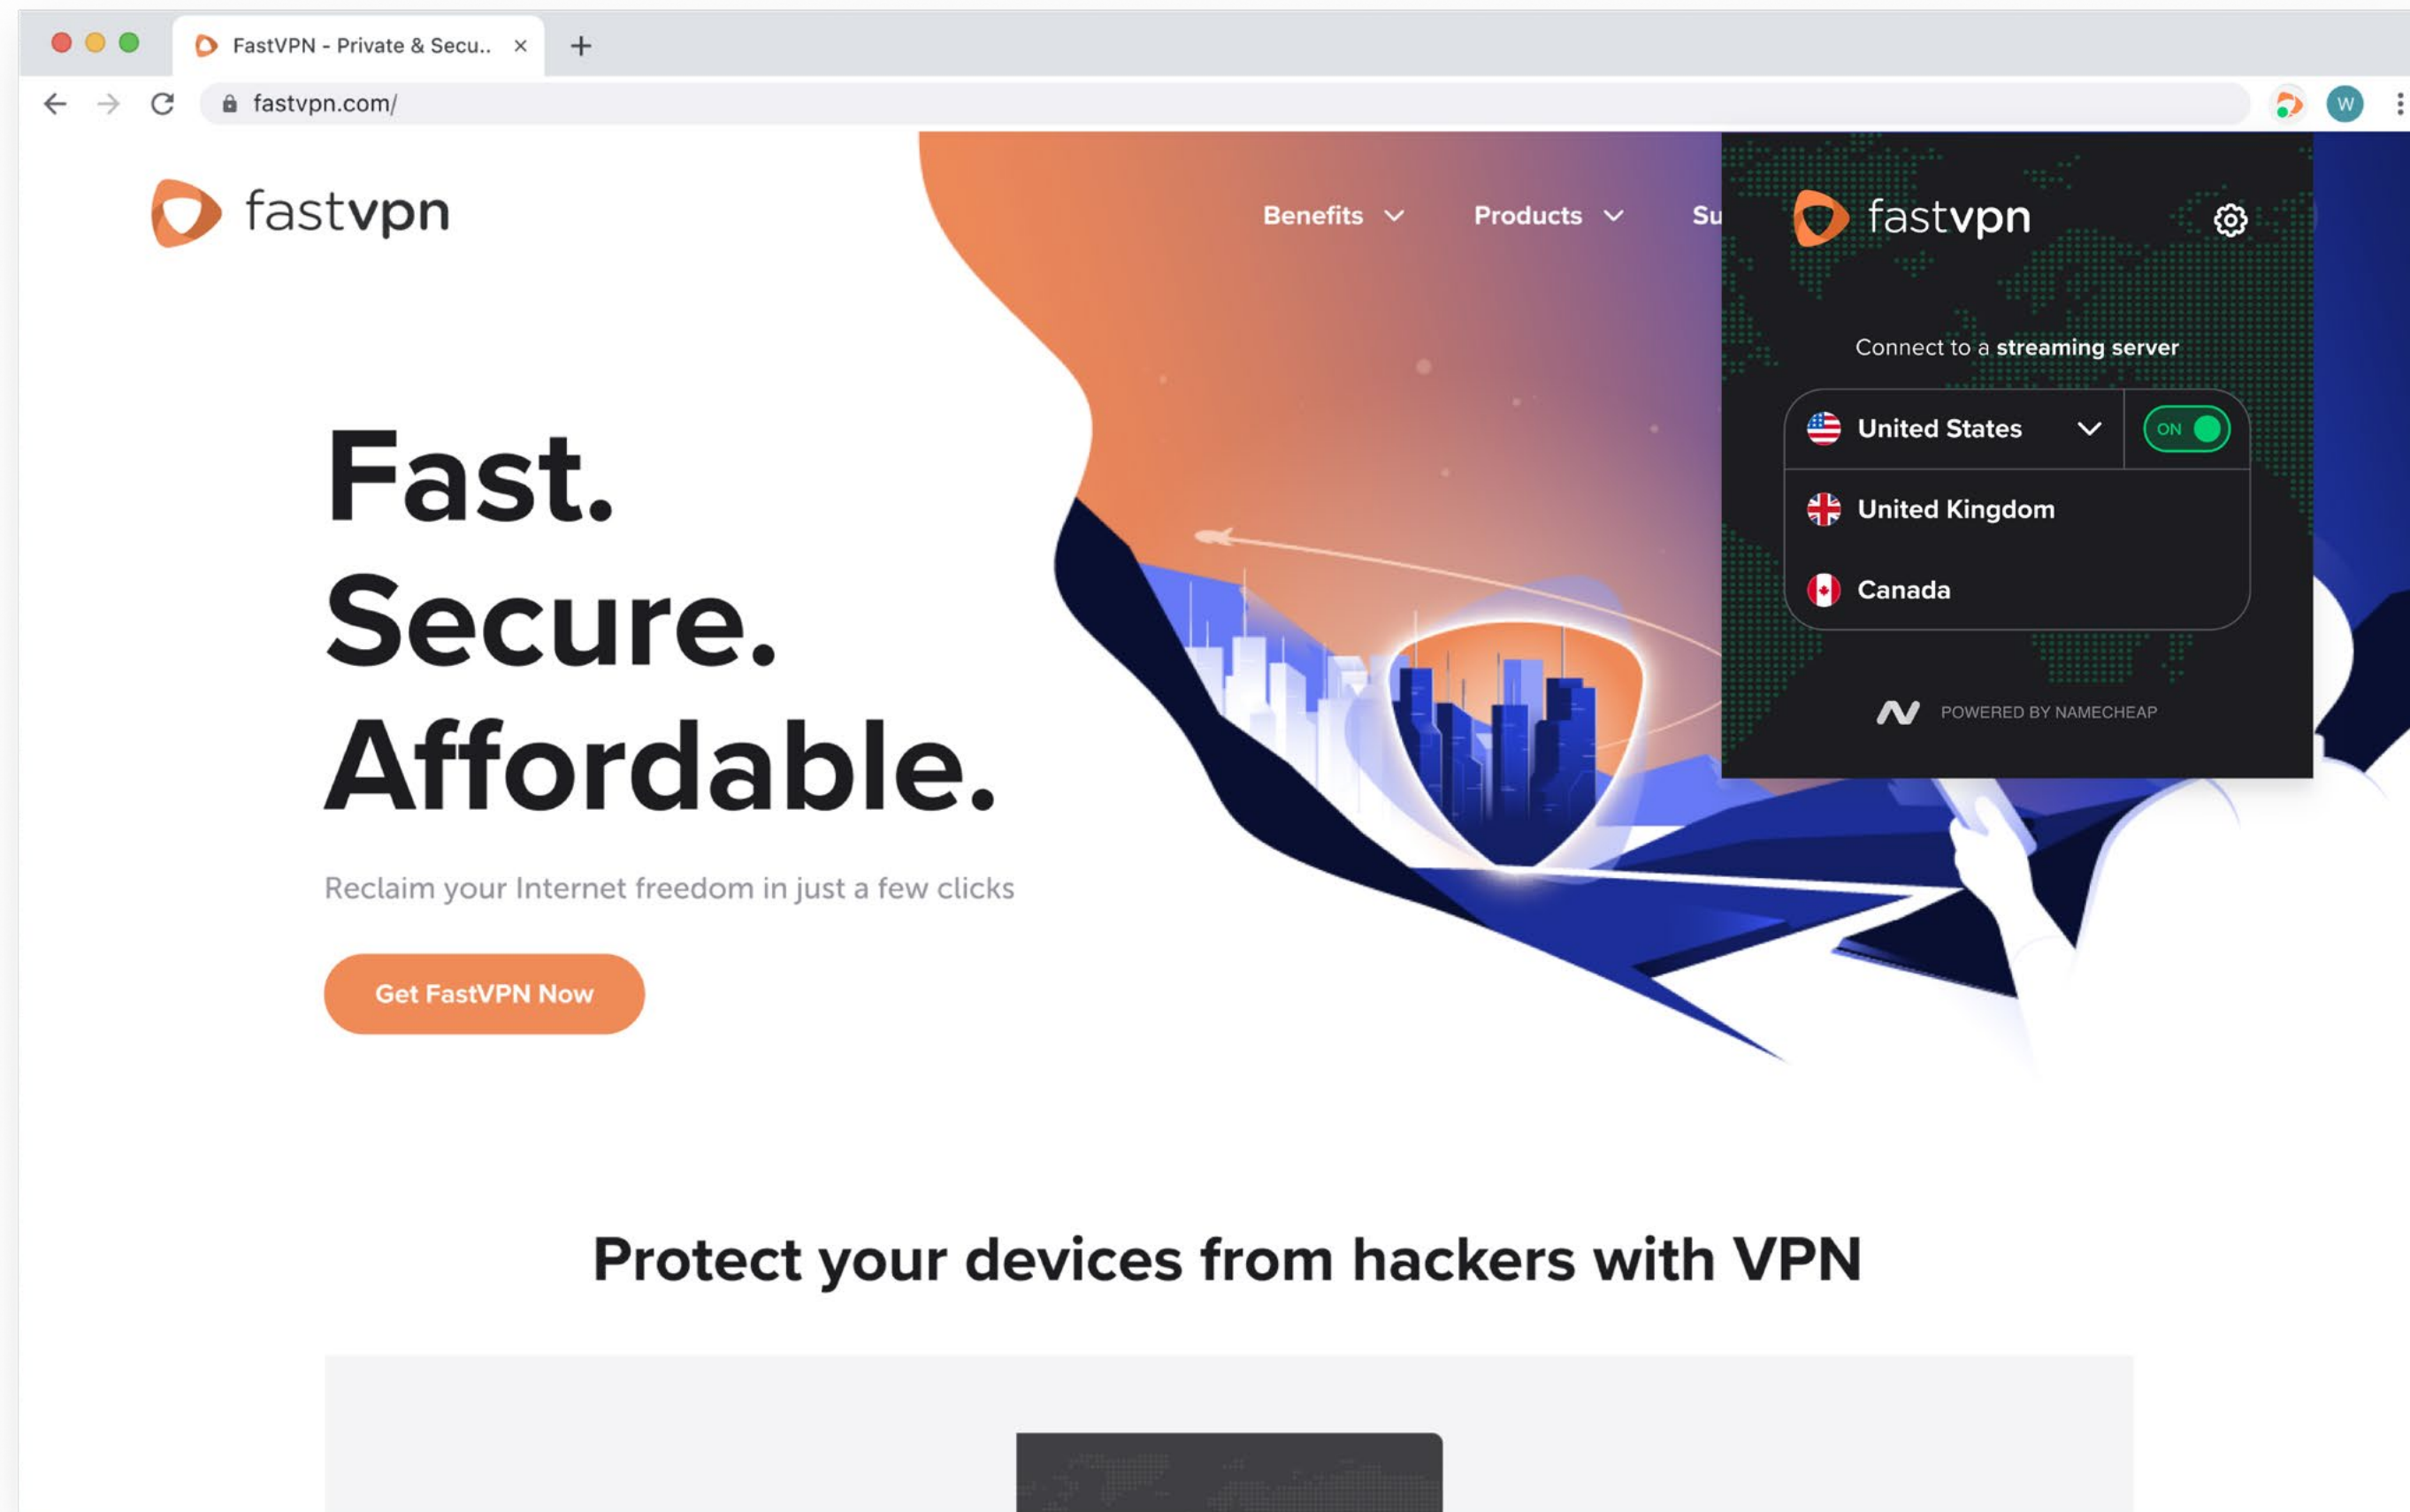 FastVPN - Private & Secu..
fastvpn.com/
W
fastvpn
Benefits
Products
Su
fastvpn
Connect to a streaming server
United States
ON
United Kingdom
Canada
POWERED BY NAMECHEAP
Fast.
Secure.
Affordable.
Reclaim your Internet freedom in just a few clicks
Get FastVPN Now
Protect your devices from hackers with VPN